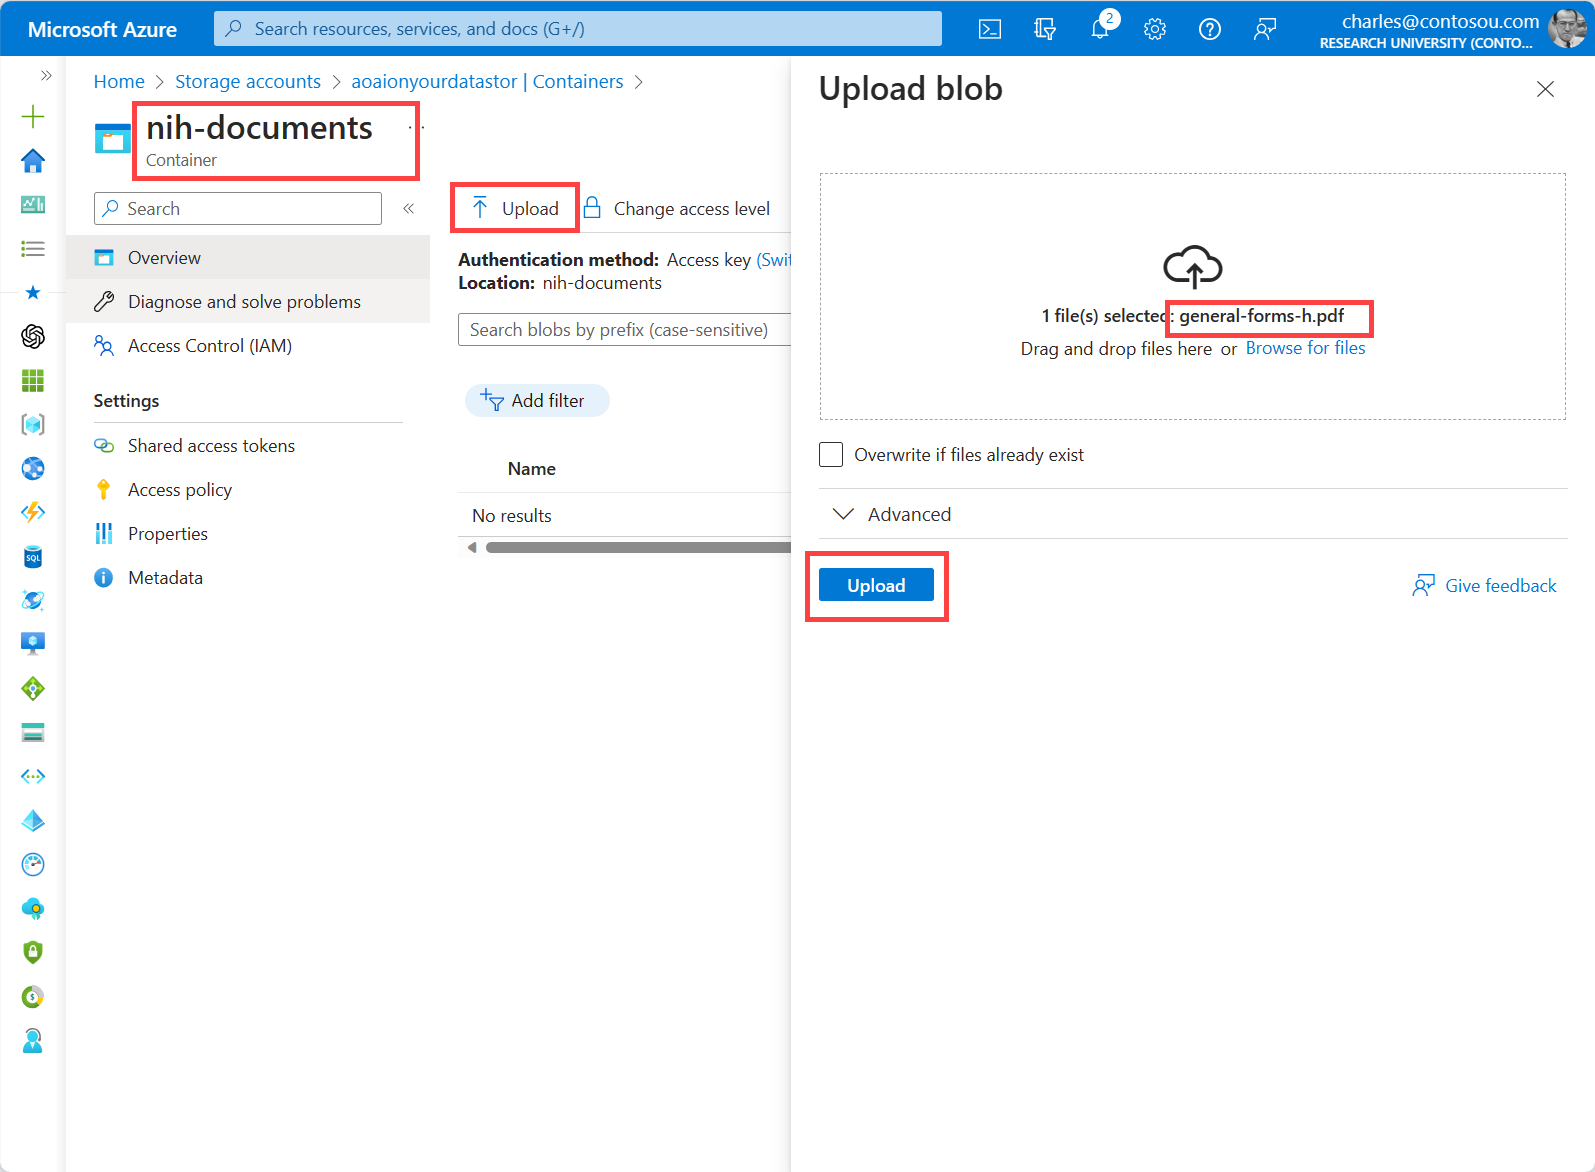 Microsoft Azure
Search resources, services, and docs (G+/)
2
charles@contosou.com
RESEARCH UNIVERSITY (CONTO...
Home > Storage accounts > aoaionyourdatastor | Containers >
nih-documents
Container
Search
Overview
Diagnose and solve problems
Access Control (IAM)
Settings
Shared access tokens
Access policy
Properties
Metadata
Upload
Change access level
Authentication method: Access key (Swit
Location: nih-documents
Search blobs by prefix (case-sensitive)
Add filter
Name
No results
SQL
Upload blob
1 file(s) selected: general-forms-h.pdf
Drag and drop files here or Browse for files
Overwrite if files already exist
Advanced
Upload
Give feedback